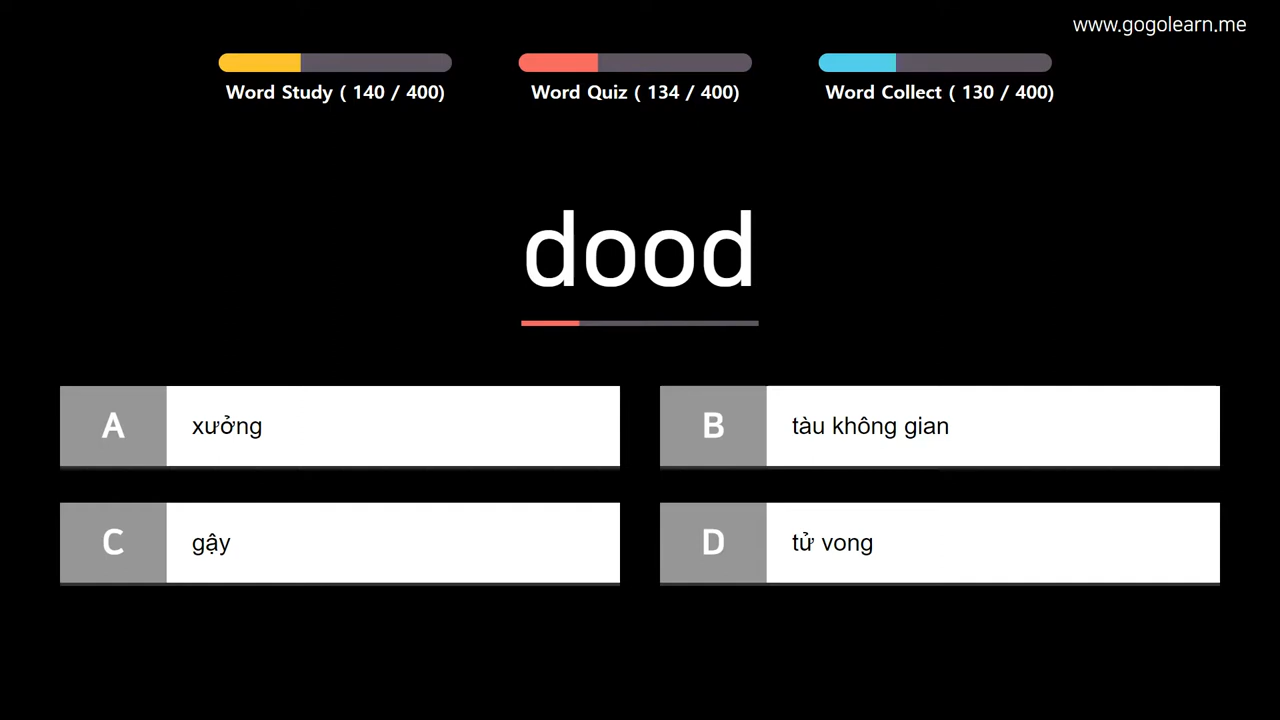 www.gogolearn.me
Word Study ( 140 / 400)
Word Quiz ( 134 / 400)
Word Collect ( 130 / 400)
dood
A xưởng
B tàu không gian
C gậy
D tử vong